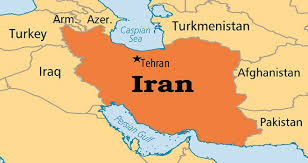 Arm.
Azer.
Turkey
Caspian
Sea
Turkmenistan
Tehran
Iraq
Iran
Afghanistan
Persian Gulf
Pakistan